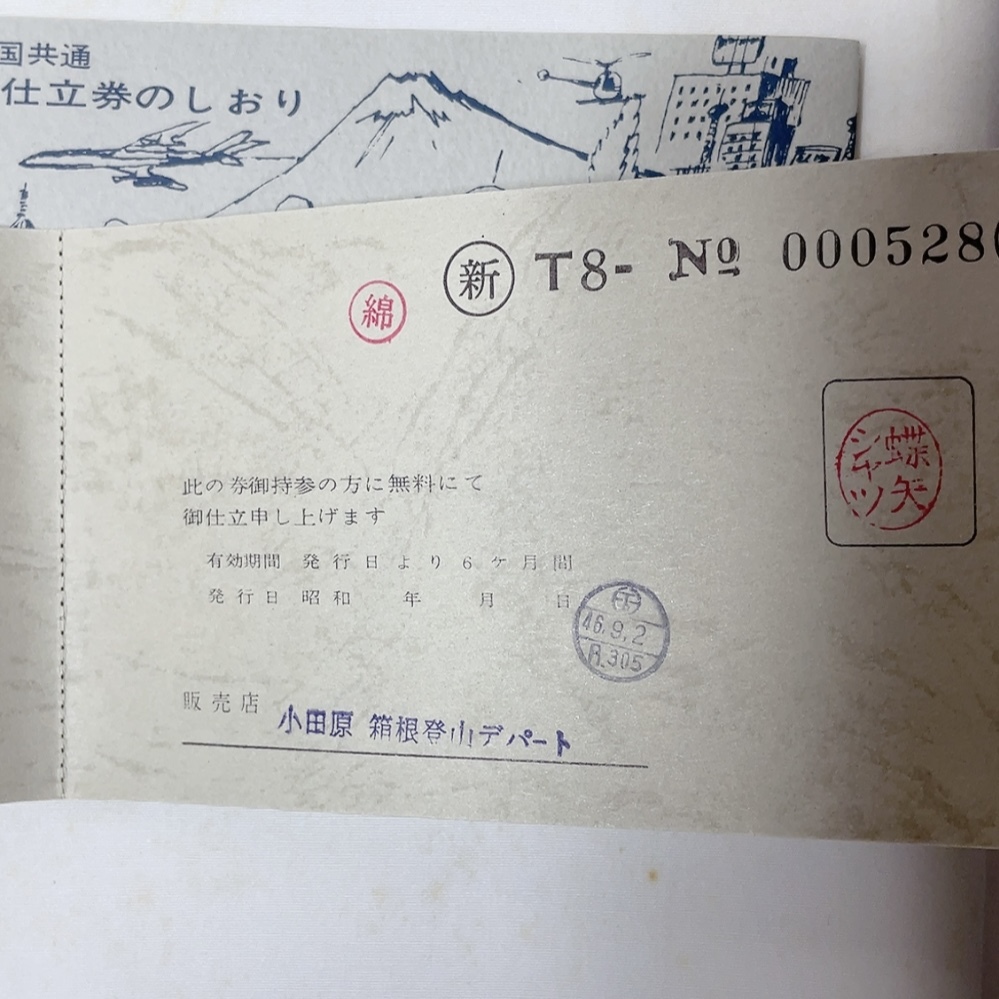 国共通
仕立券のしおり
新 T8- No 000528
綿
蝶矢
シャツ
此の券御持参の方に無料にて
御仕立申し上げます
有効期間 発行日より6ヶ月間
発行日 昭和 年 月 日
46.9.2
A.305
販売店 小田原 箱根登山デパート